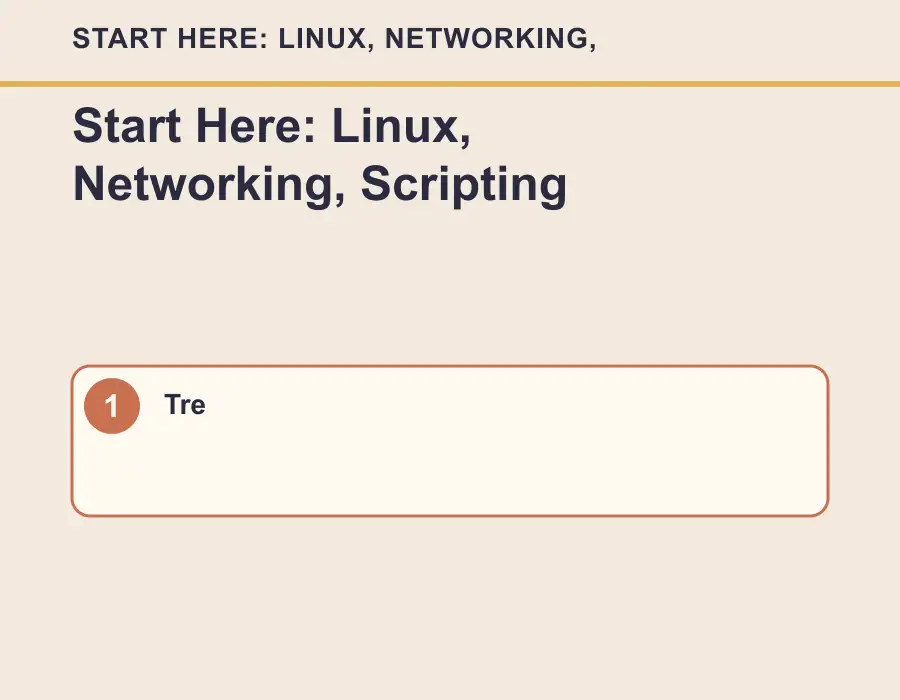 START HERE: LINUX, NETWORKING,
Start Here: Linux,
Networking, Scripting
1
Tre